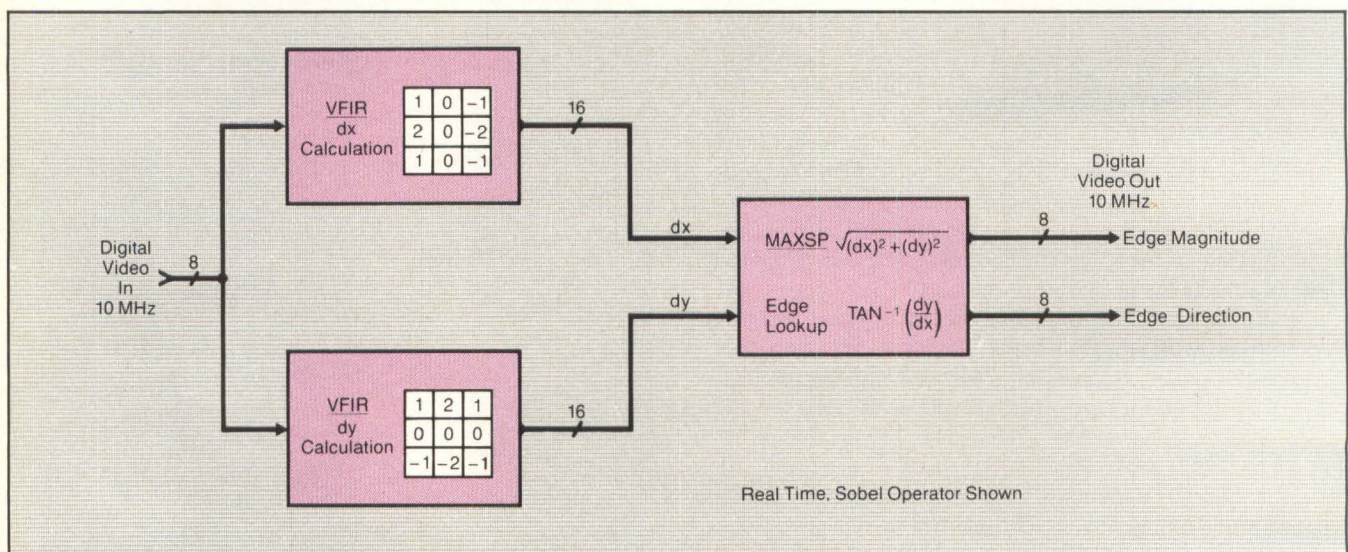 VFIR
dx
Calculation
1 0 -1
2 0 -2
1 0 -1
16
Digital
Video
In
10 MHz
8
dx
dy
MAXSP √(dx)² + (dy)²
Edge
Lookup
TAN⁻¹ (dy/dx)
Digital
Video Out
10 MHz
8
Edge Magnitude
8
Edge Direction
VFIR
dy
Calculation
1 2 1
0 0 0
-1 -2 -1
16
Real Time, Sobel Operator Shown